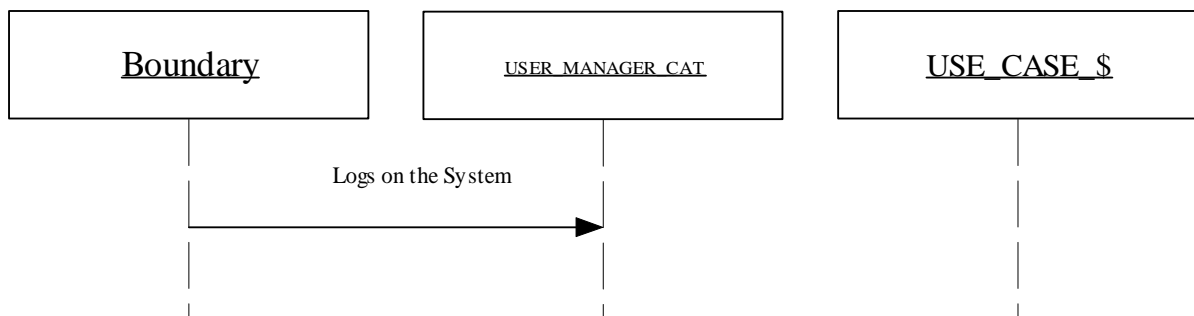 Boundary
USER_MANAGER_CAT
USE_CASE_$
Logs on the System